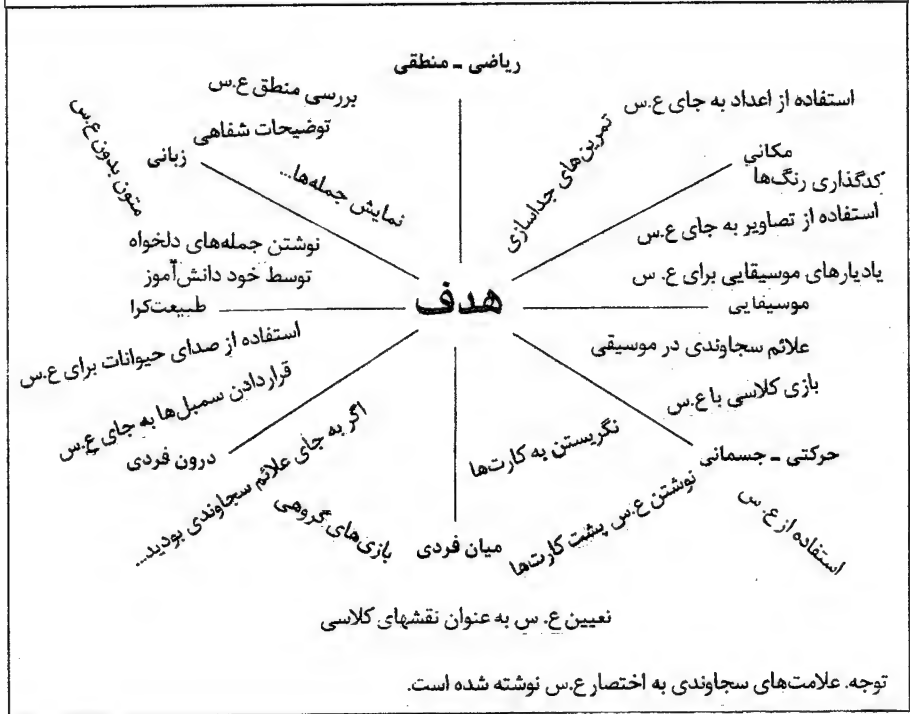 ریاضی ـ منطقی
بررسی منطق ع.س
توضیحات شفاهی
استفاده از اعداد به جای ع.س
تمرین‌های جداسازی
متون بدون ع.س
زبانی
نمایش جمله‌ها...
مکاني
کدگذاری رنگ‌ها
استفاده از تصاویر به جای ع.س
نوشتن جمله‌های دلخواه
توسط خود دانش‌آموز
طبیعت‌کرا
هدف
یادیارهای موسیقایی برای ع. س
موسیقایی
علائم سجاوندی در موسیقی
استفاده از صدای حیوانات برای ع.س
قراردادن سمبل‌ها به جای ع.س
درون فردی
اگر به جای علائم سجاوندی بودید...
بازی کلاسی با ع.س
نگریستن به کارت‌ها
حرکتی ـ جسمانی
نوشتن ع.س پشت کارت‌ها
استفاده از ع.س
بازی‌های گروهی
میان فردی
تعیین ع. س به عنوان نقشهای کلاسی
توجه. علامت‌های سجاوندی به اختصار ع.س نوشته شده است.